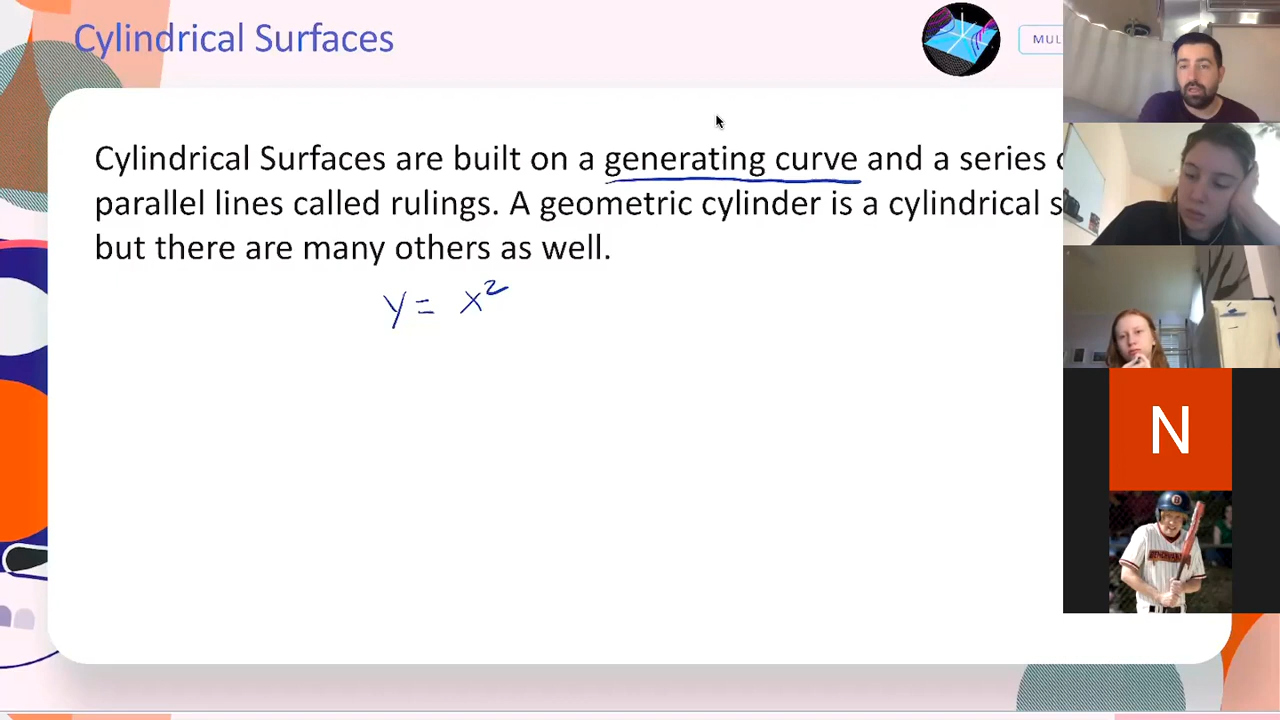 Cylindrical Surfaces
MUL
Cylindrical Surfaces are built on a generating curve and a series
parallel lines called rulings. A geometric cylinder is a cylindrical s
but there are many others as well.
y = x²
N